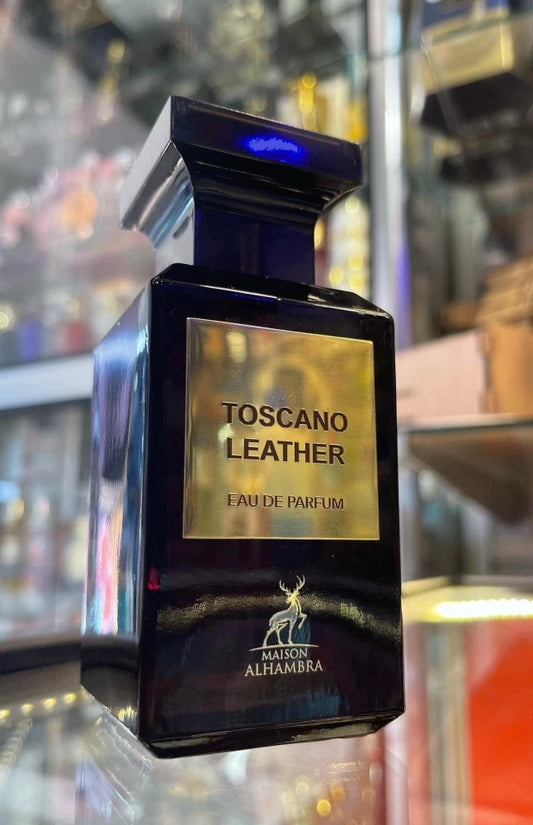 TOSCANO
LEATHER
EAU DE PARFUM
MAISON
ALHAMBRA